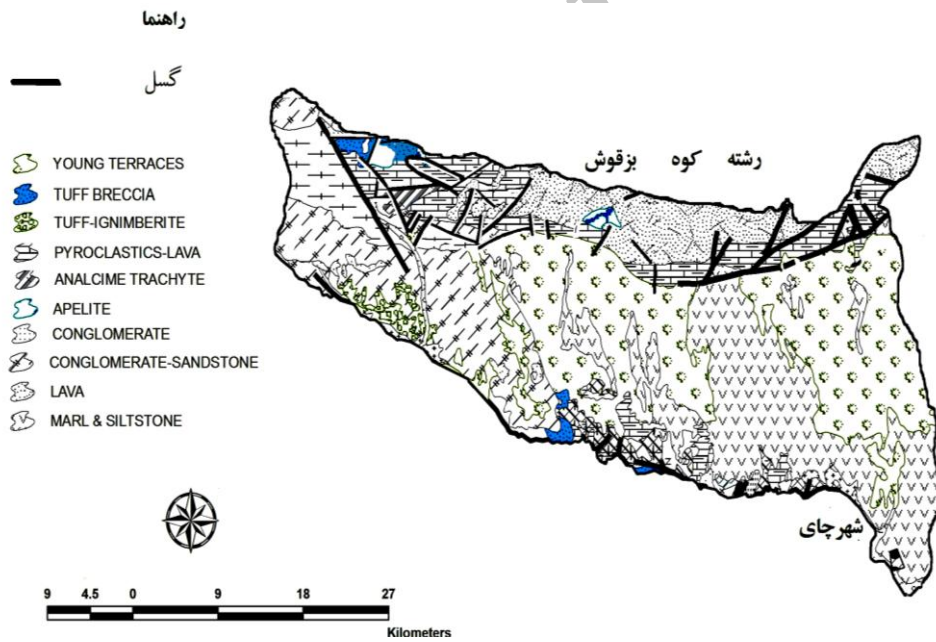 راهنما
گسل
YOUNG TERRACES
TUFF BRECCIA
TUFF-IGNIMBERITE
PYROCLASTICS-LAVA
ANALCIME TRACHYTE
APELITE
CONGLOMERATE
CONGLOMERATE-SANDSTONE
LAVA
MARL & SILTSTONE
رشته کوه بزقوش
شهرچای
9 4.5 0 9 18 27
Kilometers